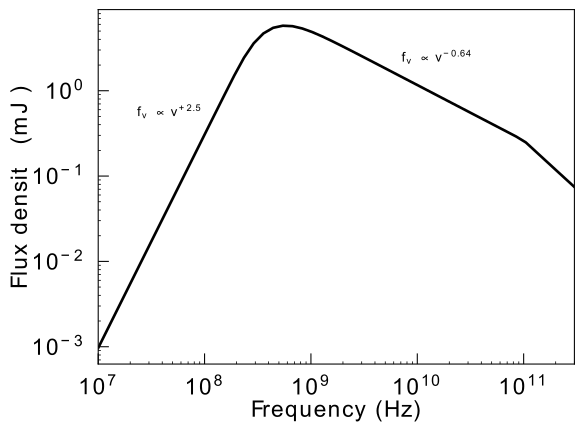 f_ν ∝ ν^−0.64
f_ν ∝ ν^+2.5
10^0
10^−1
10^−2
10^−3
Flux densit (mJ )
10^7 10^8 10^9 10^10 10^11
Frequency (Hz)